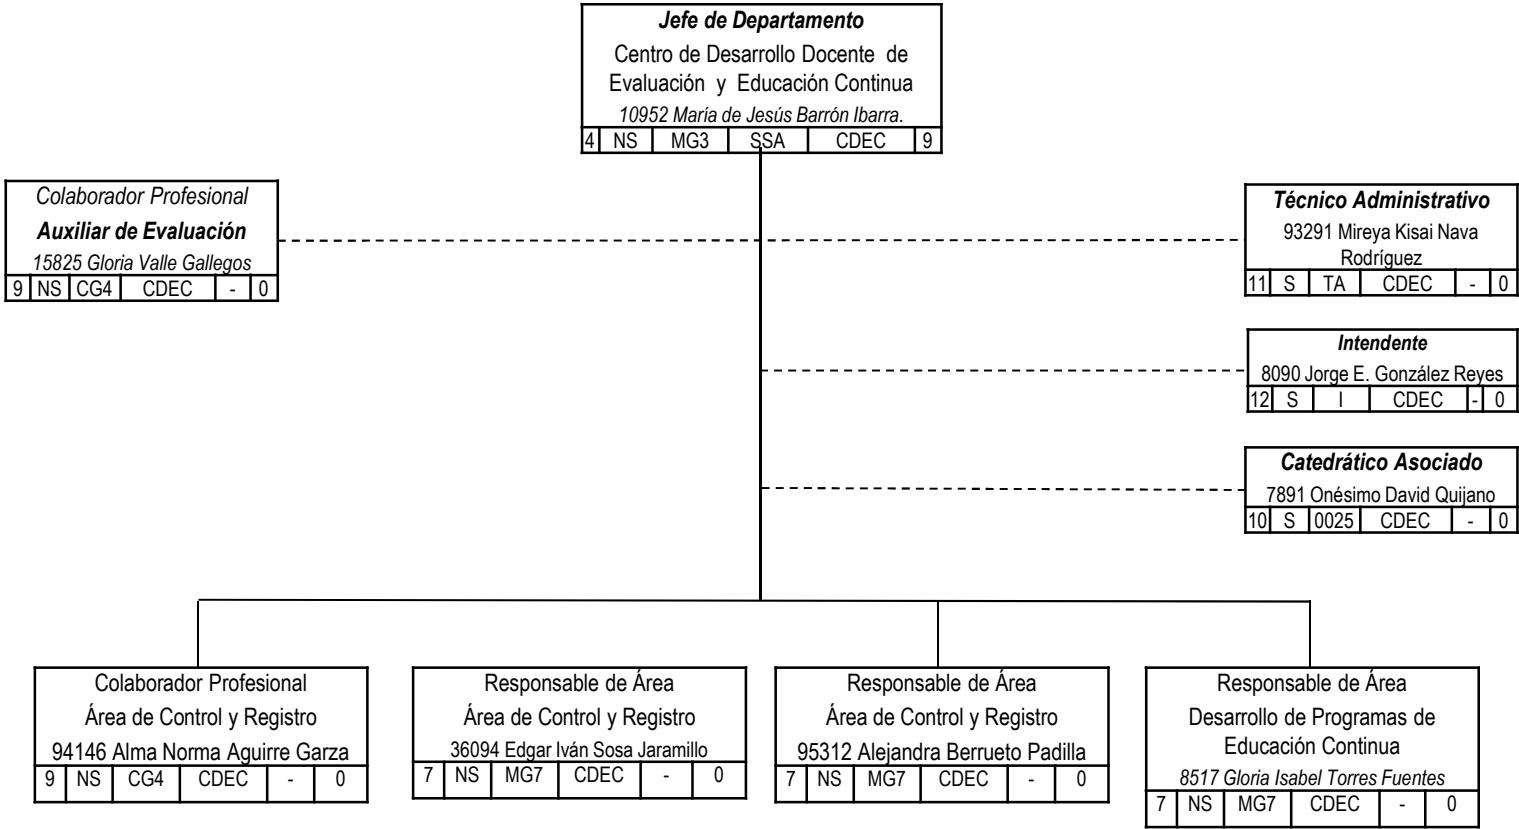 Jefe de Departamento
Centro de Desarrollo Docente de
Evaluación y Educación Continua
10952 María de Jesús Barrón Ibarra.
4 NS MG3 SSA CDEC 9
Colaborador Profesional
Auxiliar de Evaluación
15825 Gloria Valle Gallegos
9 NS CG4 CDEC - 0
Técnico Administrativo
93291 Mireya Kisai Nava
Rodríguez
11 S TA CDEC - 0
Intendente
8090 Jorge E. González Reyes
12 S I CDEC - 0
Catedrático Asociado
7891 Onésimo David Quijano
10 S 0025 CDEC - 0
Colaborador Profesional
Área de Control y Registro
94146 Alma Norma Aguirre Garza
9 NS CG4 CDEC - 0
Responsable de Área
Área de Control y Registro
36094 Edgar Iván Sosa Jaramillo
7 NS MG7 CDEC - 0
Responsable de Área
Área de Control y Registro
95312 Alejandra Berrueto Padilla
7 NS MG7 CDEC - 0
Responsable de Área
Desarrollo de Programas de
Educación Continua
8517 Gloria Isabel Torres Fuentes
7 NS MG7 CDEC - 0